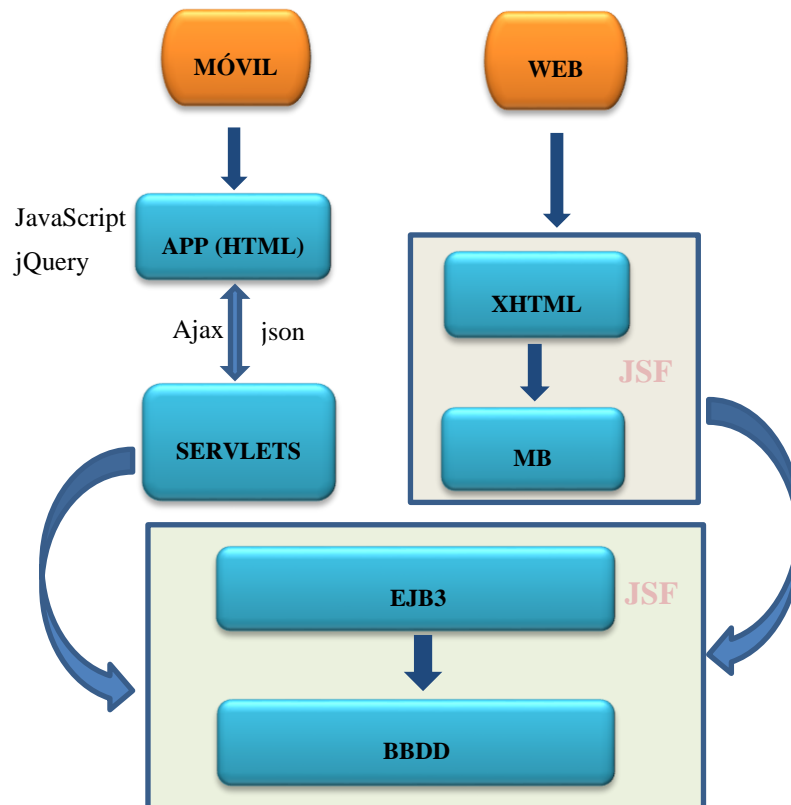 MÓVIL
WEB
JavaScript
jQuery
APP (HTML)
XHTML
Ajax
json
JSF
SERVLETS
MB
EJB3
JSF
BBDD